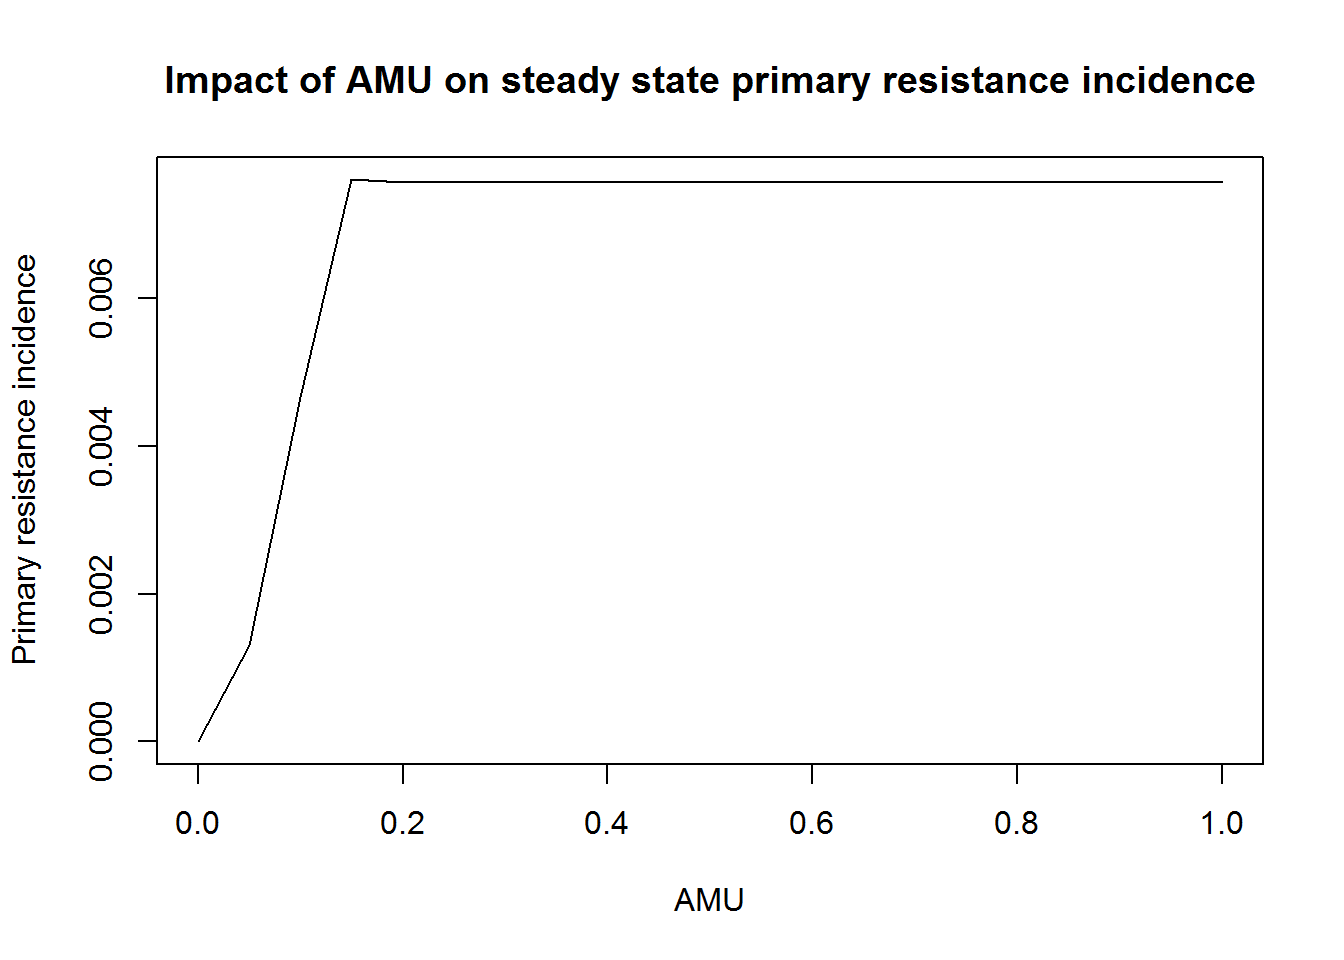 Impact of AMU on steady state primary resistance incidence
Primary resistance incidence
0.006
0.004
0.002
0.000
0.0 0.2 0.4 0.6 0.8 1.0
AMU